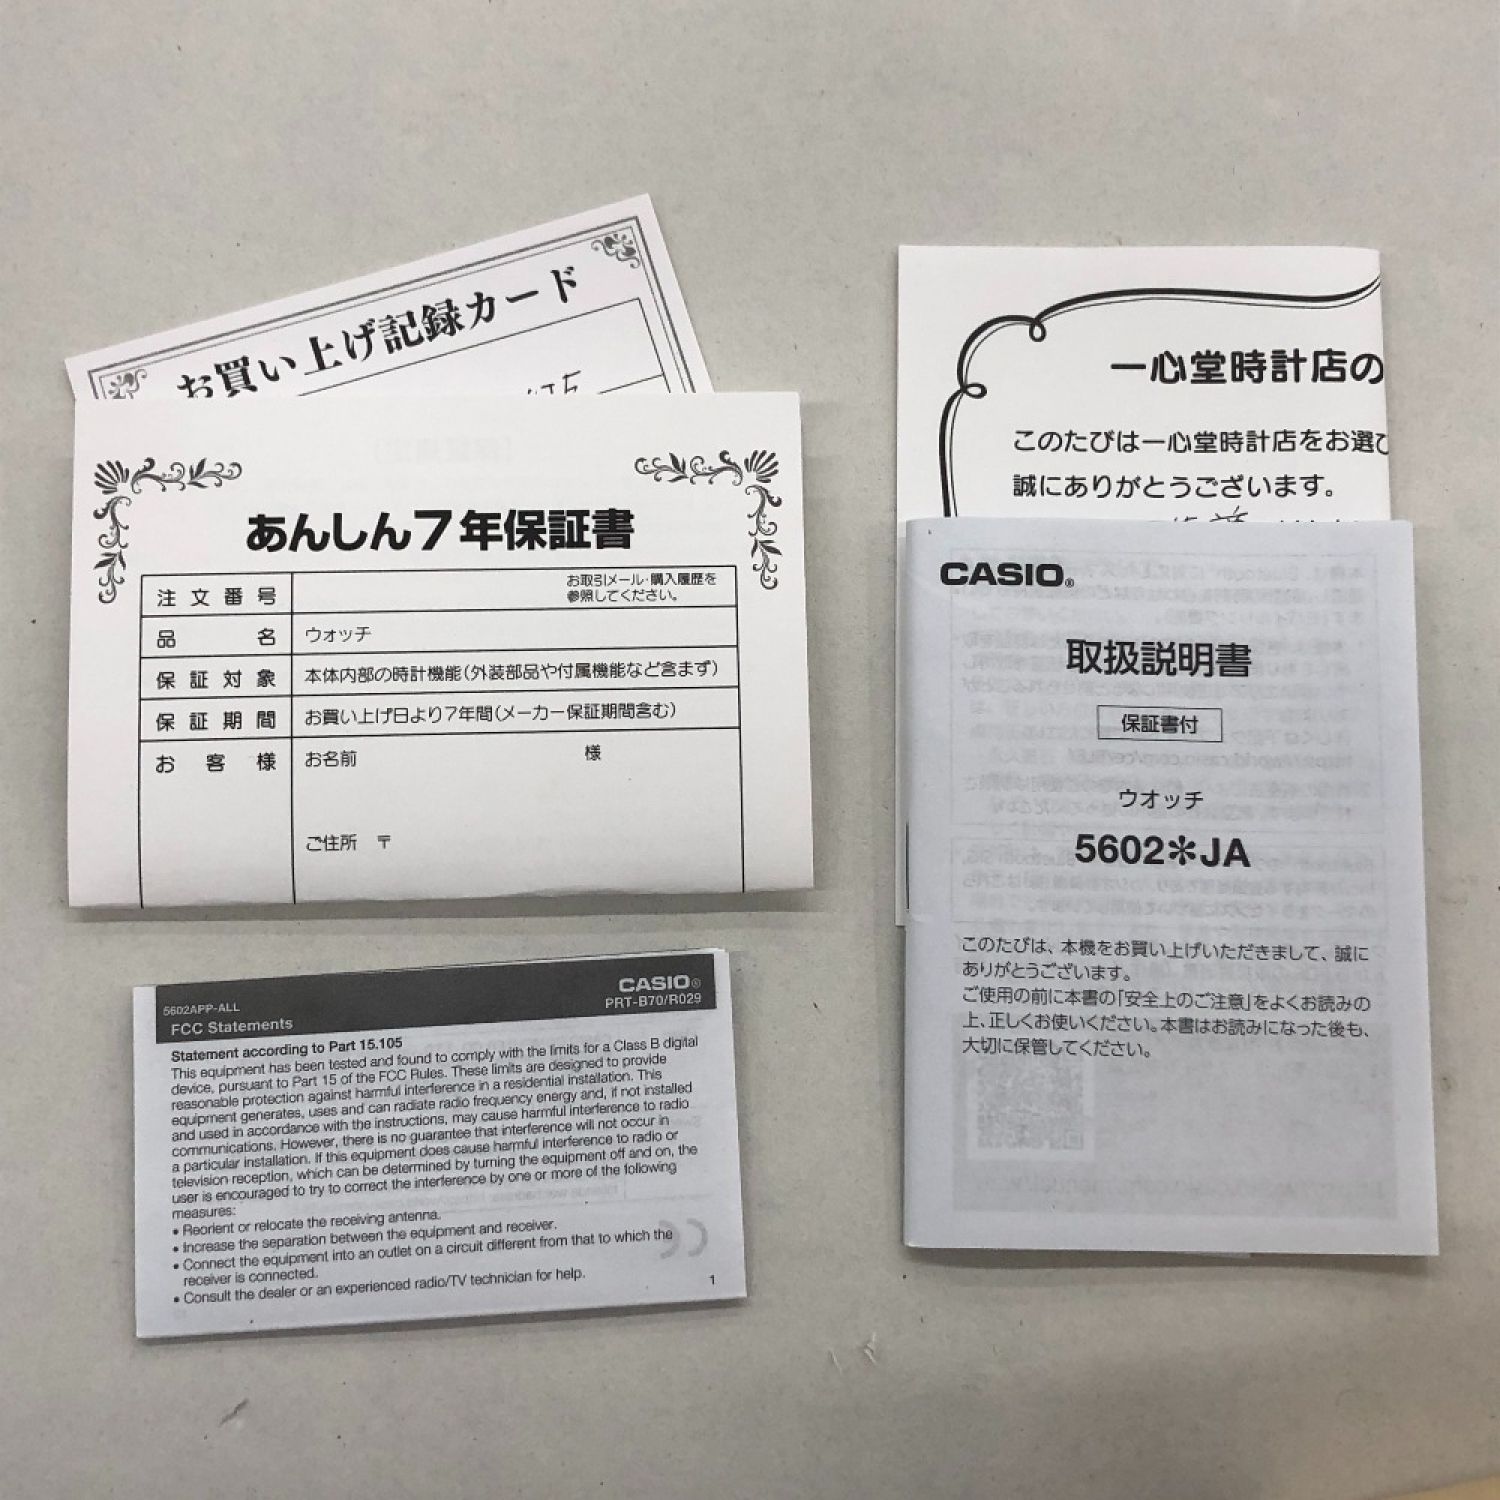 お買い上げ記録カード
あんしん7年保証書
注文番号
お取引メール・購入履歴を
参照してください。
品名 ウォッチ
保証対象 本体内部の時計機能(外装部品や付属機能など含まず)
保証期間 お買い上げ日より7年間(メーカー保証期間含む)
お客様 お名前 様
ご住所 〒
5602APP-ALL
CASIO®
FCC Statements
PRT-B70/R029
Statement according to Part 15.105
This equipment has been tested and found to comply with the limits for a Class B digital
device, pursuant to Part 15 of the FCC Rules. These limits are designed to provide
reasonable protection against harmful interference in a residential installation. This
equipment generates, uses and can radiate radio frequency energy and, if not installed
and used in accordance with the instructions, may cause harmful interference to radio
communications. However, there is no guarantee that interference will not occur in
a particular installation. If this equipment does cause harmful interference to radio or
television reception, which can be determined by turning the equipment off and on, the
user is encouraged to try to correct the interference by one or more of the following
measures:
• Reorient or relocate the receiving antenna.
• Increase the separation between the equipment and receiver.
• Connect the equipment into an outlet on a circuit different from that to which the
receiver is connected.
• Consult the dealer or an experienced radio/TV technician for help.
1
一心堂時計店の
このたびは一心堂時計店をお選び
誠にありがとうございます。
CASIO®
取扱説明書
保証書付
ウオッチ
5602＊JA
このたびは、本機をお買い上げいただきまして、誠に
ありがとうございます。
ご使用の前に本書の「安全上のご注意」をよくお読みの
上、正しくお使いください。本書はお読みになった後も、
大切に保管してください。